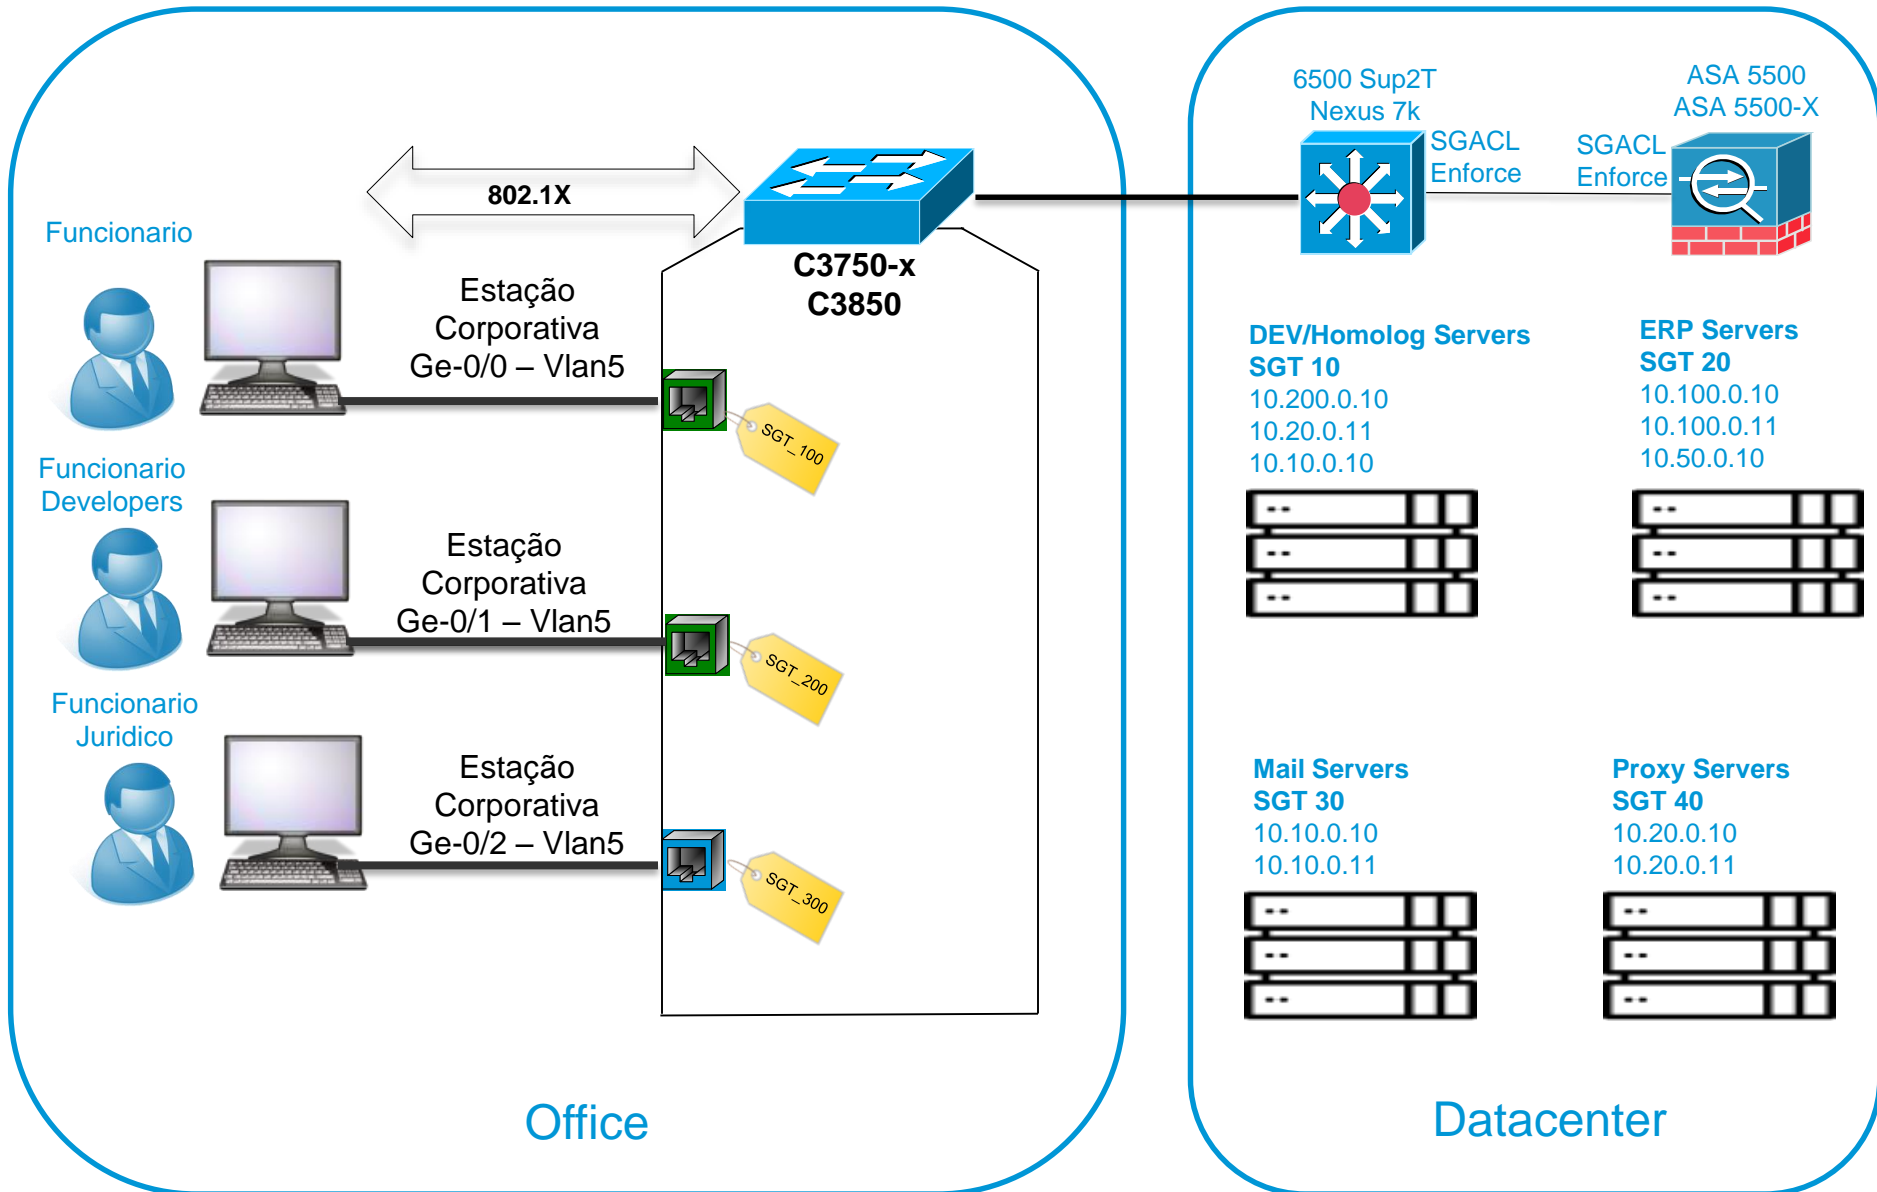 802.1X
Funcionario
Estação
Corporativa
Ge-0/0 – Vlan5
C3750-x
C3850
SGT_100
Funcionario
Developers
Estação
Corporativa
Ge-0/1 – Vlan5
SGT_200
Funcionario
Juridico
Estação
Corporativa
Ge-0/2 – Vlan5
SGT_300
Office
6500 Sup2T
Nexus 7k
SGACL
Enforce
ASA 5500
ASA 5500-X
SGACL
Enforce
DEV/Homolog Servers
SGT 10
10.200.0.10
10.20.0.11
10.10.0.10
ERP Servers
SGT 20
10.100.0.10
10.100.0.11
10.50.0.10
Mail Servers
SGT 30
10.10.0.10
10.10.0.11
Proxy Servers
SGT 40
10.20.0.10
10.20.0.11
Datacenter